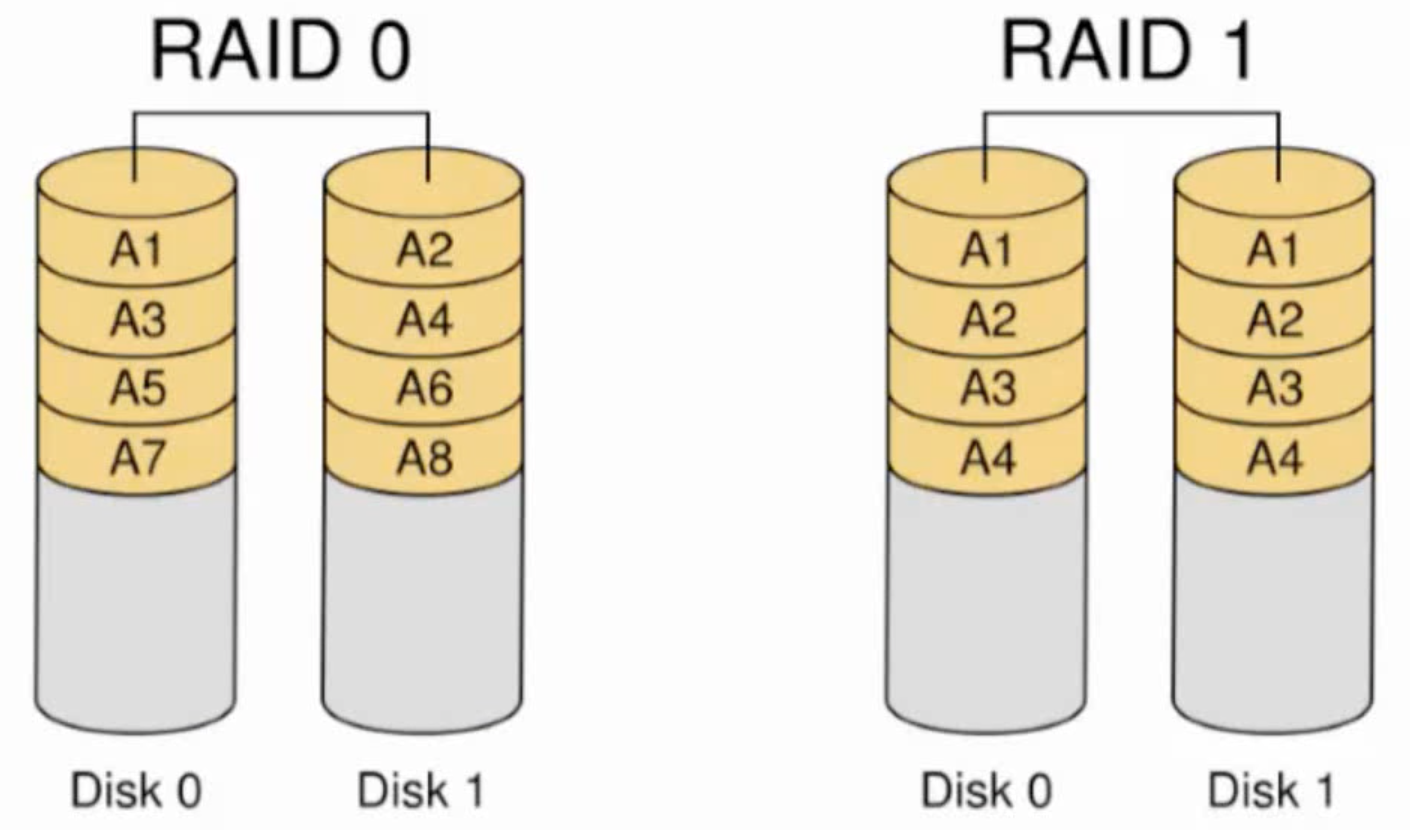 RAID 0
A1 A2
A3 A4
A5 A6
A7 A8
Disk 0 Disk 1
RAID 1
A1 A1
A2 A2
A3 A3
A4 A4
Disk 0 Disk 1